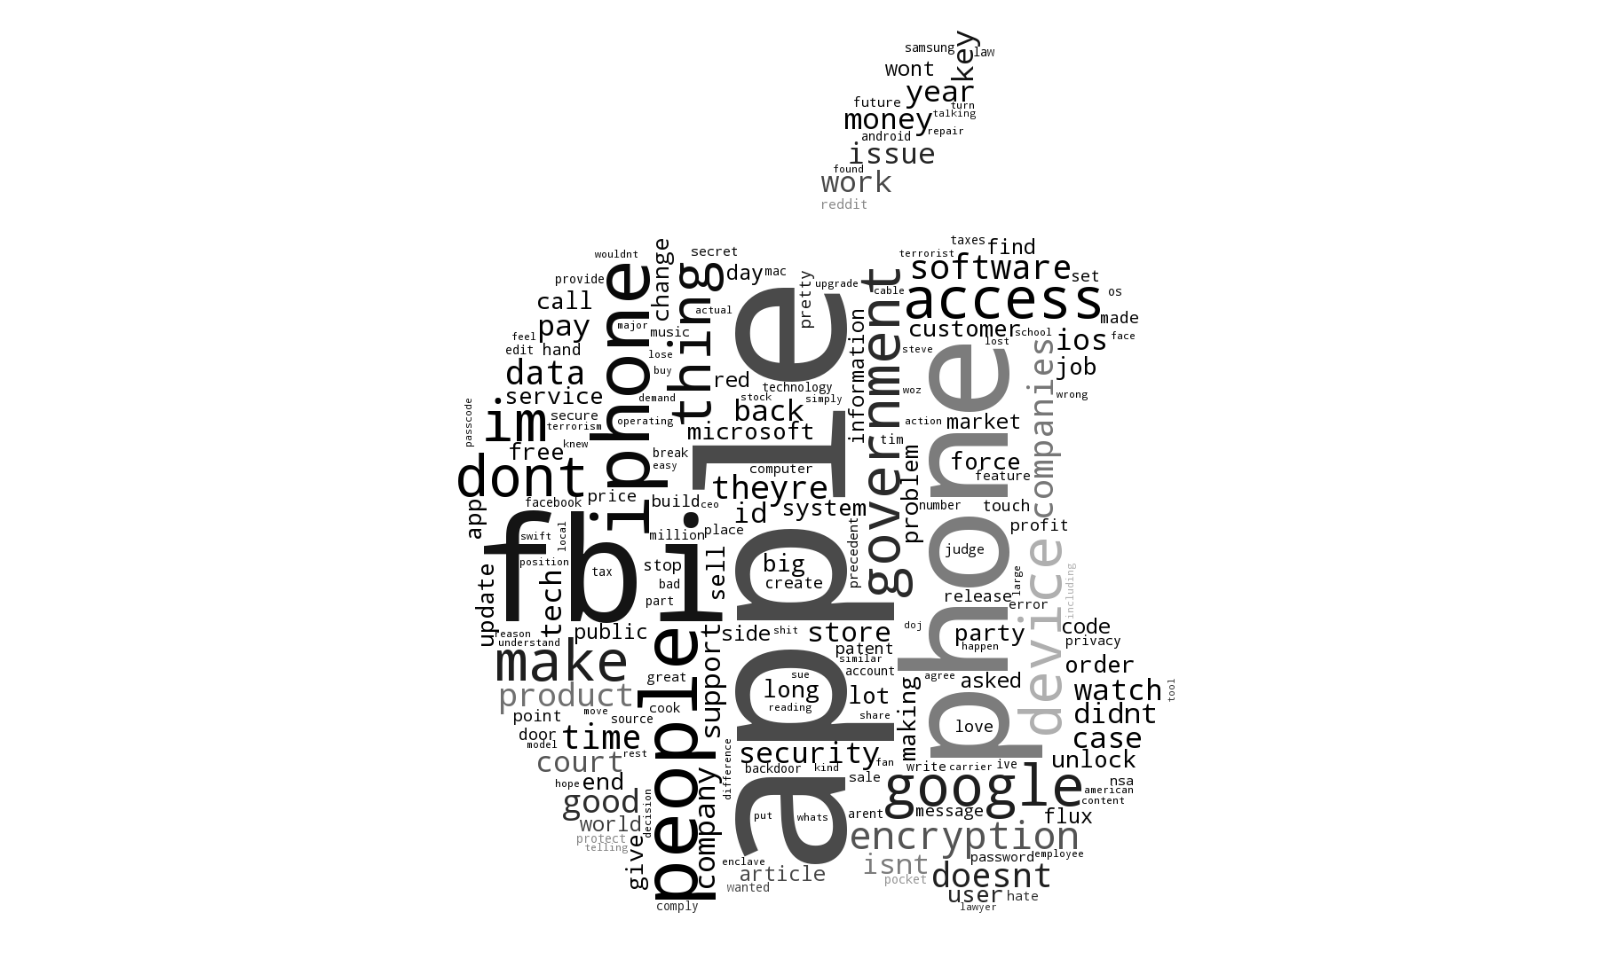 key
samsung
law
wont
year
future
turn
money
talking
android
repair
issue
found
work
reddit
wouldnt
change
secret
taxes
find
terrorist
provide
iphone
thing
day
mac
pretty
upgrade
government
software
set
call
cable
access
os
pay
major
music
actual
information
customer
school
made
feel
edit
hand
lose
apple
steve
lost
phone
companies
ios
face
data
buy
red
technology
woz
job
service
demand
stock
simply
wrong
passcode
im
secure
operating
back
action
market
terrorism
microsoft
tim
free
knew
break
problem
force
dont
easy
computer
feature
app
facebook
price
build
ceo
theyre
number
touch
id
system
fbi
swift
local
million
place
precedent
profit
position
tax
stop
sell
big
judge
device
update
tech
bad
create
large
including
part
release
error
reason
understand
public
people
support
side
shit
store
doj
party
code
make
patent
happen
privacy
similar
great
sue
account
agree
asked
order
product
long
lot
making
watch
tool
move
cook
reading
share
point
source
love
didnt
door
model
time
rest
difference
security
case
court
backdoor
kind
fan
write
carrier
ive
unlock
hope
end
company
sale
google
nsa
american
good
decision
put
whats
arent
message
content
world
flux
protect
encryption
telling
give
enclave
isnt
password
employee
article
pocket
doesnt
wanted
user
hate
comply
lawyer